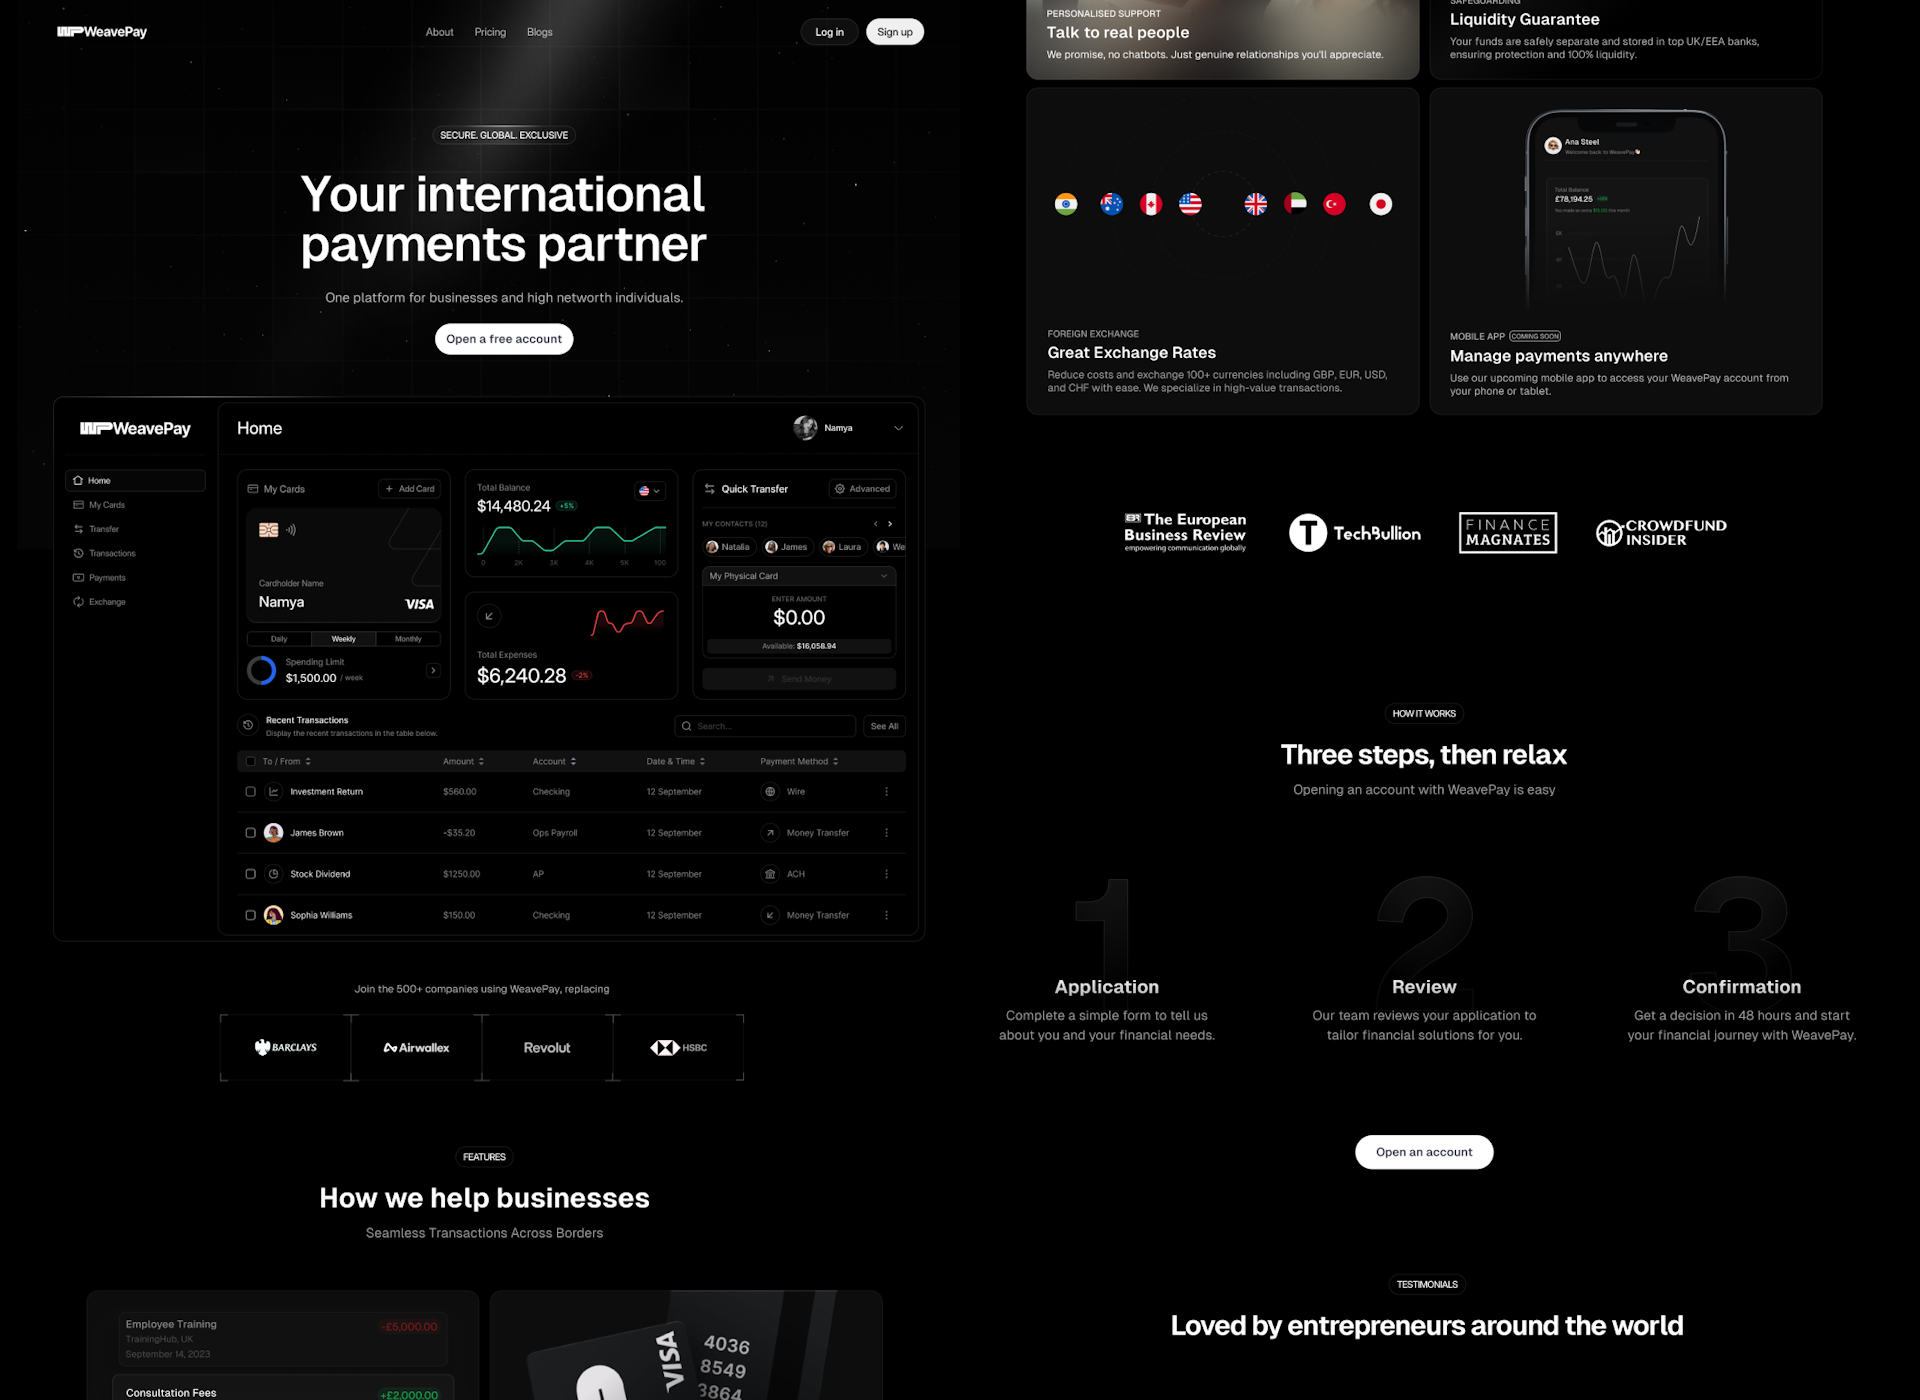 WeavePay
About
Pricing
Blogs
Log in
Sign up
SECURE. GLOBAL. EXCLUSIVE
Your international
payments partner
One platform for businesses and high networth individuals.
Open a free account
WeavePay
Home
My Cards
Transfer
Transactions
Payments
Exchange
Home
Namya
My Cards
+ Add Card
Cardholder Name
Namya
VISA
Daily
Weekly
Monthly
Spending Limit
$1,500.00 / week
Total Balance
$14,480.24 +5%
0 2K 3K 4K 5K 100
Total Expenses
$6,240.28 -2%
Quick Transfer
Advanced
MY CONTACTS (12)
Natalia
James
Laura
We
My Physical Card
ENTER AMOUNT
$0.00
Available: $16,058.94
Send Money
Recent Transactions
Display the recent transactions in the table below.
Search...
See All
To / From Amount Account Date & Time Payment Method
Investment Return $560.00 Checking 12 September Wire
James Brown -$35.20 Ops Payroll 12 September Money Transfer
Stock Dividend $1250.00 AP 12 September ACH
Sophia Williams $150.00 Checking 12 September Money Transfer
Join the 500+ companies using WeavePay, replacing
BARCLAYS
Airwallex
Revolut
HSBC
FEATURES
How we help businesses
Seamless Transactions Across Borders
Employee Training
-£5,000.00
TrainingHub, UK
September 14, 2023
Consultation Fees
+£2,000.00
VISA
4036
8549
3864
PERSONALISED SUPPORT
Talk to real people
We promise, no chatbots. Just genuine relationships you'll appreciate.
SAFEGUARDING
Liquidity Guarantee
Your funds are safely separate and stored in top UK/EEA banks,
ensuring protection and 100% liquidity.
FOREIGN EXCHANGE
Great Exchange Rates
Reduce costs and exchange 100+ currencies including GBP, EUR, USD,
and CHF with ease. We specialize in high-value transactions.
Ana Steel
Welcome back to WeavePay
Total Balance
£78,194.25
MOBILE APP COMING SOON
Manage payments anywhere
Use our upcoming mobile app to access your WeavePay account from
your phone or tablet.
The European
Business Review
empowering communication globally
T TechBullion
FINANCE
MAGNATES
CROWDFUND
INSIDER
HOW IT WORKS
Three steps, then relax
Opening an account with WeavePay is easy
1
Application
Complete a simple form to tell us
about you and your financial needs.
2
Review
Our team reviews your application to
tailor financial solutions for you.
3
Confirmation
Get a decision in 48 hours and start
your financial journey with WeavePay.
Open an account
TESTIMONIALS
Loved by entrepreneurs around the world